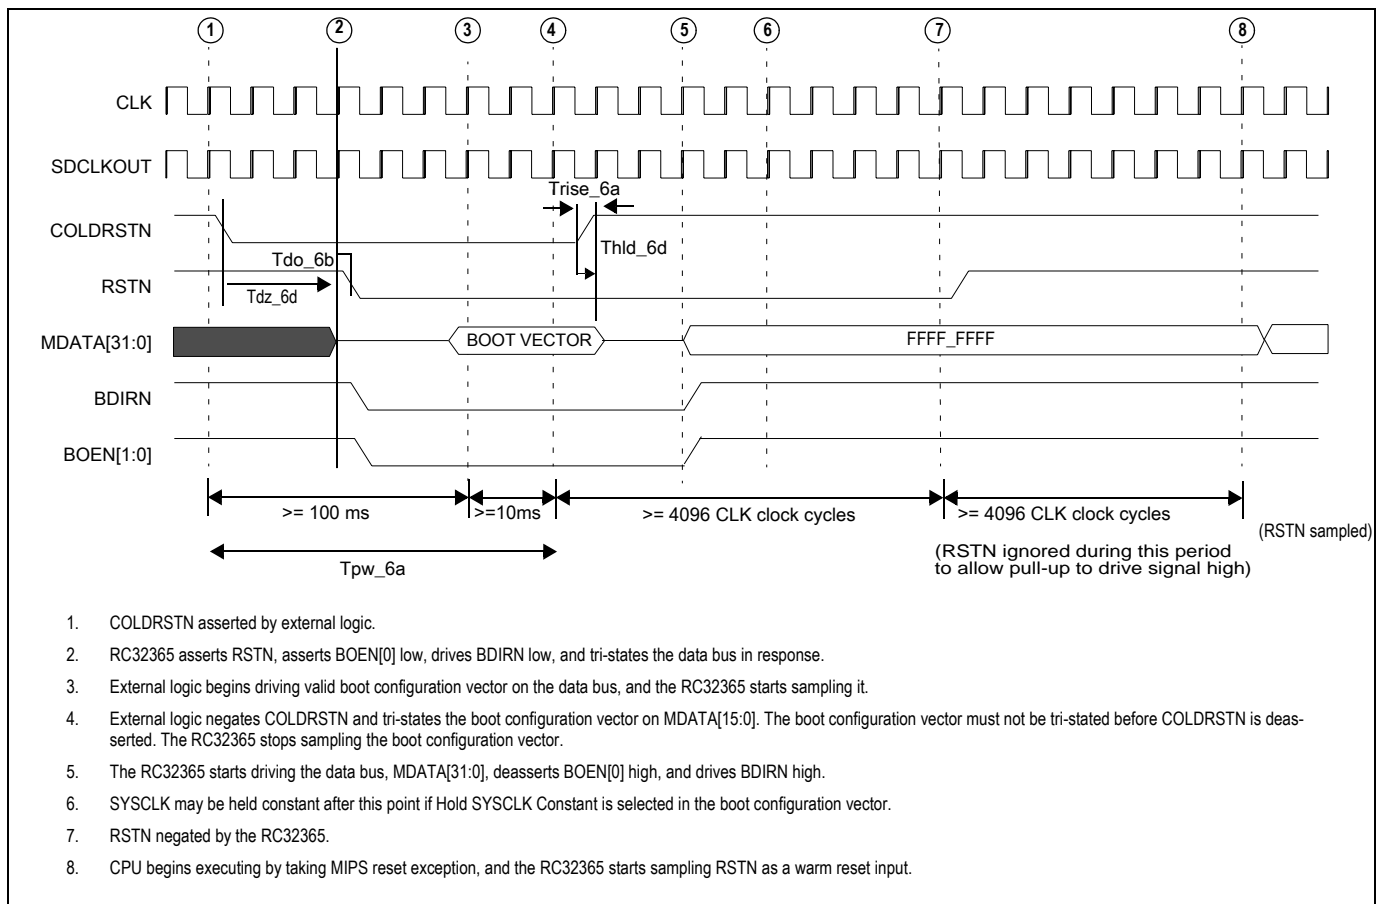 1 2 3 4 5 6 7 8
CLK
SDCLKOUT
Trise_6a
COLDRSTN
Thld_6d
Tdo_6b
RSTN
Tdz_6d
MDATA[31:0]
BOOT VECTOR
FFFF_FFFF
BDIRN
BOEN[1:0]
>= 100 ms
>=10ms
>= 4096 CLK clock cycles
>= 4096 CLK clock cycles
(RSTN sampled)
Tpw_6a
(RSTN ignored during this period
to allow pull-up to drive signal high)
1. COLDRSTN asserted by external logic.
2. RC32365 asserts RSTN, asserts BOEN[0] low, drives BDIRN low, and tri-states the data bus in response.
3. External logic begins driving valid boot configuration vector on the data bus, and the RC32365 starts sampling it.
4. External logic negates COLDRSTN and tri-states the boot configuration vector on MDATA[15:0]. The boot configuration vector must not be tri-stated before COLDRSTN is deas-
serted. The RC32365 stops sampling the boot configuration vector.
5. The RC32365 starts driving the data bus, MDATA[31:0], deasserts BOEN[0] high, and drives BDIRN high.
6. SYSCLK may be held constant after this point if Hold SYSCLK Constant is selected in the boot configuration vector.
7. RSTN negated by the RC32365.
8. CPU begins executing by taking MIPS reset exception, and the RC32365 starts sampling RSTN as a warm reset input.